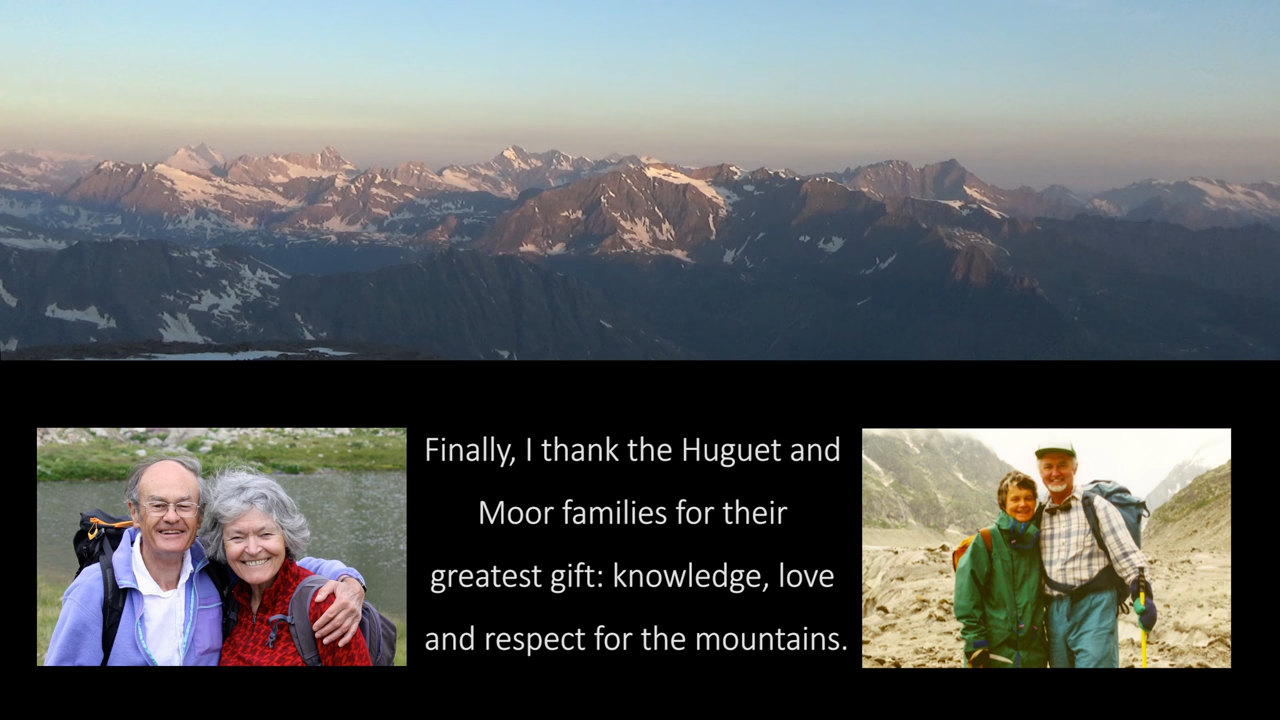 Finally, I thank the Huguet and
Moor families for their
greatest gift: knowledge, love
and respect for the mountains.